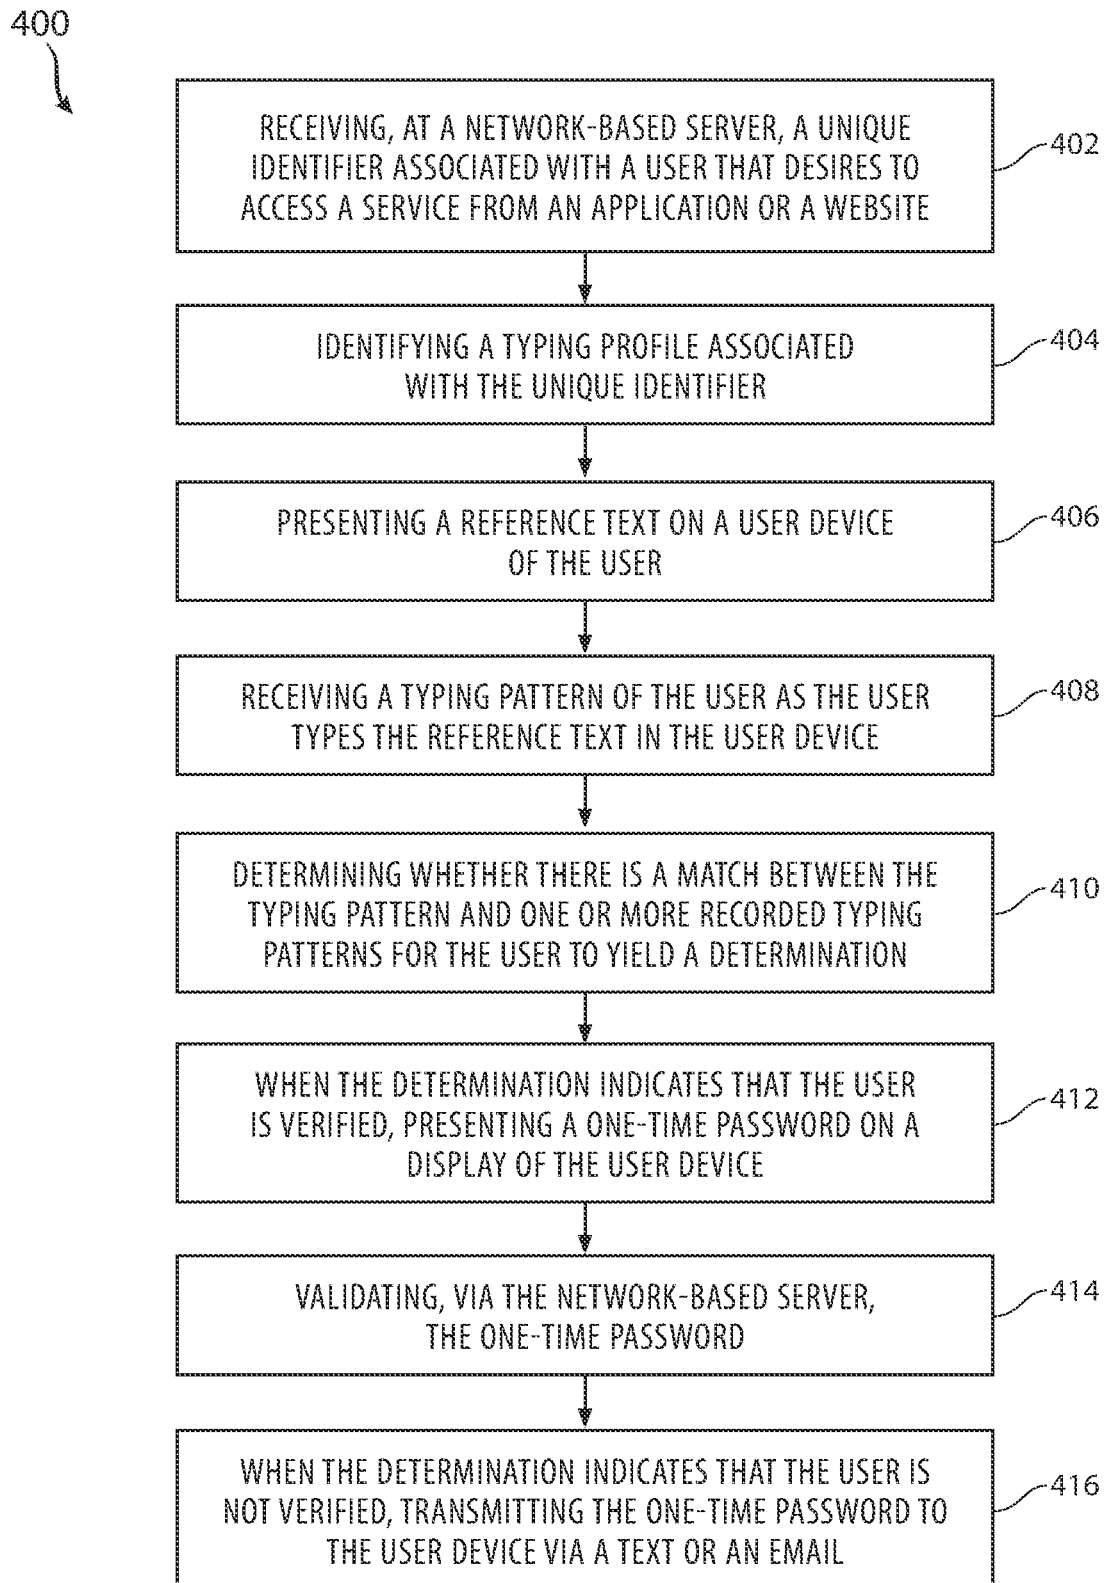 400
RECEIVING, AT A NETWORK-BASED SERVER, A UNIQUE
IDENTIFIER ASSOCIATED WITH A USER THAT DESIRES TO
ACCESS A SERVICE FROM AN APPLICATION OR A WEBSITE
402
IDENTIFYING A TYPING PROFILE ASSOCIATED
WITH THE UNIQUE IDENTIFIER
404
PRESENTING A REFERENCE TEXT ON A USER DEVICE
OF THE USER
406
RECEIVING A TYPING PATTERN OF THE USER AS THE USER
TYPES THE REFERENCE TEXT IN THE USER DEVICE
408
DETERMINING WHETHER THERE IS A MATCH BETWEEN THE
TYPING PATTERN AND ONE OR MORE RECORDED TYPING
PATTERNS FOR THE USER TO YIELD A DETERMINATION
410
WHEN THE DETERMINATION INDICATES THAT THE USER
IS VERIFIED, PRESENTING A ONE-TIME PASSWORD ON A
DISPLAY OF THE USER DEVICE
412
VALIDATING, VIA THE NETWORK-BASED SERVER,
THE ONE-TIME PASSWORD
414
WHEN THE DETERMINATION INDICATES THAT THE USER IS
NOT VERIFIED, TRANSMITTING THE ONE-TIME PASSWORD TO
THE USER DEVICE VIA A TEXT OR AN EMAIL
416